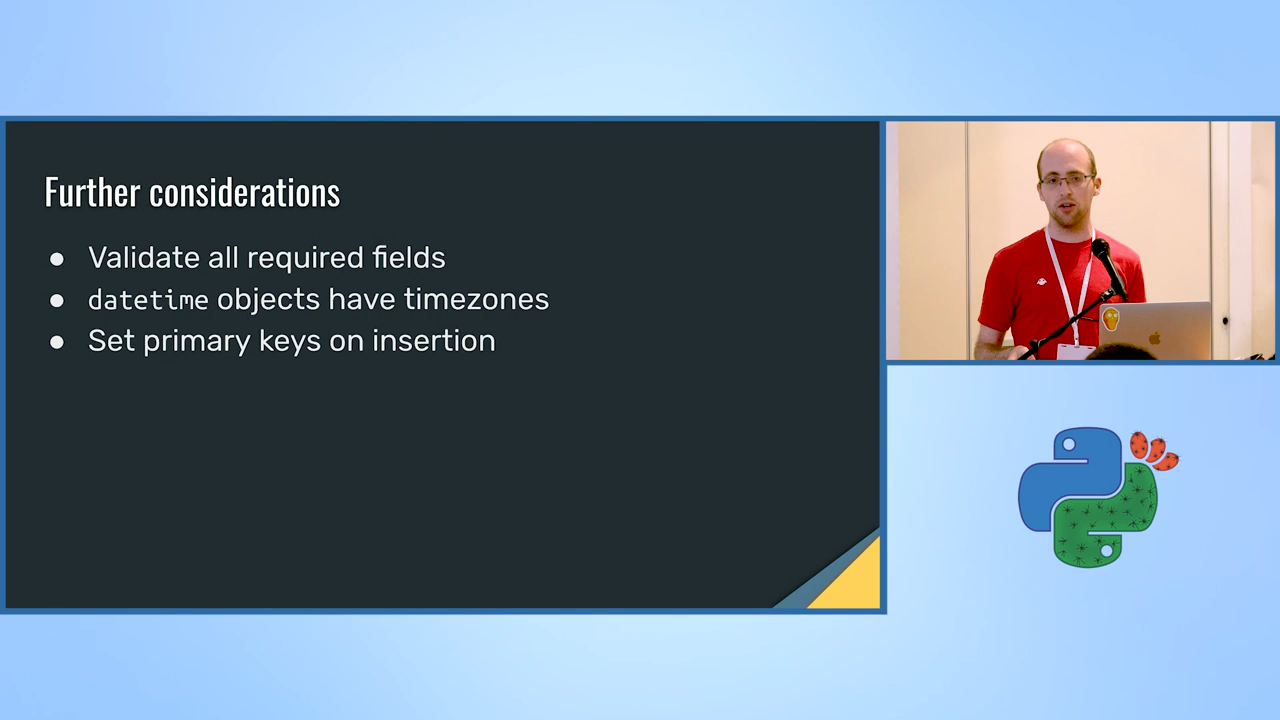 Further considerations
● Validate all required fields
● datetime objects have timezones
● Set primary keys on insertion